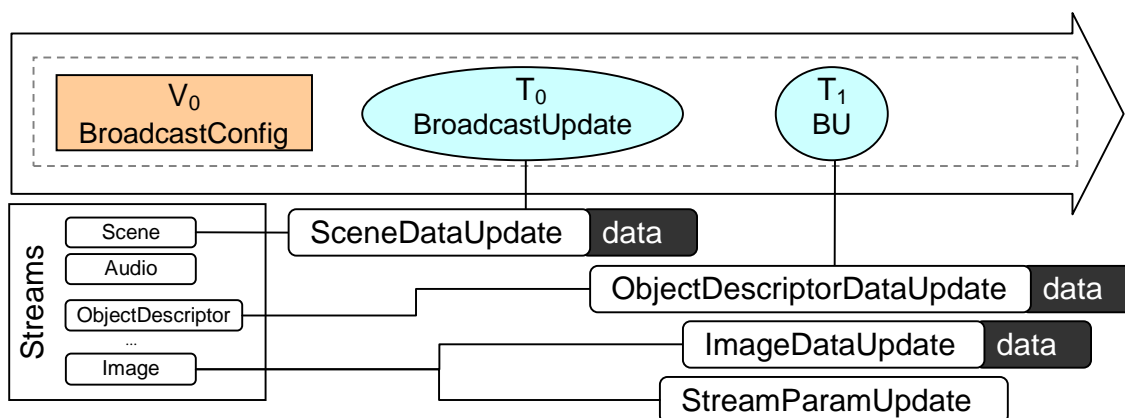 V₀
BroadcastConfig
T₀
BroadcastUpdate
T₁
BU
Streams
Scene
Audio
ObjectDescriptor
...
Image
SceneDataUpdate data
ObjectDescriptorDataUpdate data
ImageDataUpdate data
StreamParamUpdate